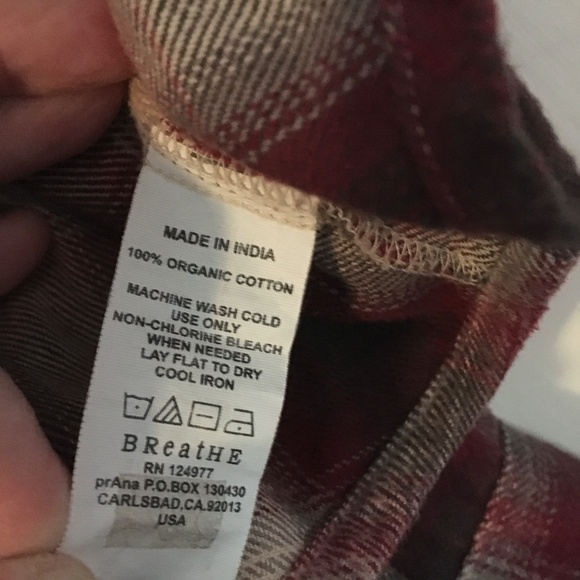 MADE IN INDIA
100% ORGANIC COTTON
MACHINE WASH COLD
USE ONLY
NON-CHLORINE BLEACH
WHEN NEEDED
LAY FLAT TO DRY
COOL IRON
BReatHE
RN 124977
prAna P.O.BOX 130430
CARLSBAD,CA.92013
USA